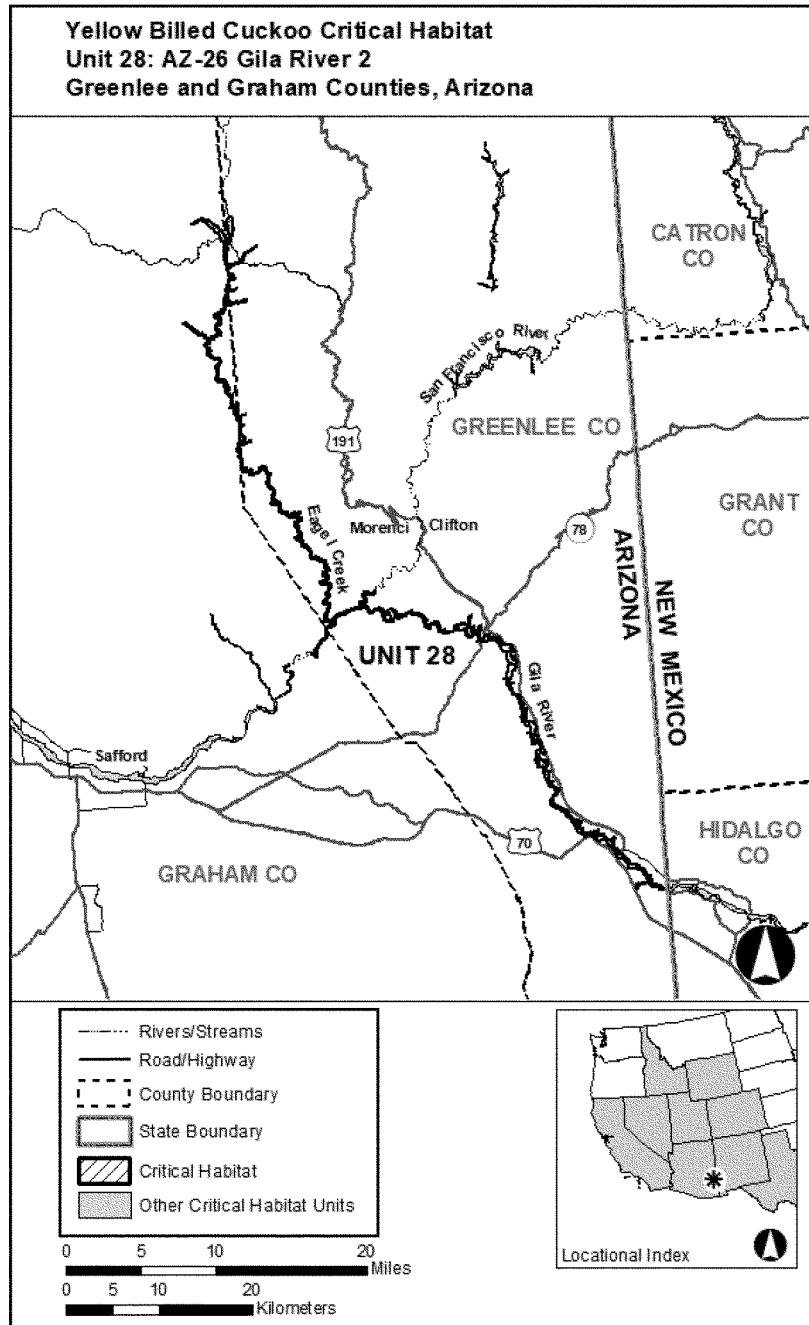 Yellow Billed Cuckoo Critical Habitat
Unit 28: AZ-26 Gila River 2
Greenlee and Graham Counties, Arizona
CATRON
CO
San Francisco River
GREENLEE CO
191
GRANT
CO
Eagel Creek
Morenci
Clifton
78
ARIZONA
NEW MEXICO
UNIT 28
Gila River
Safford
HIDALGO
CO
70
GRAHAM CO
Rivers/Streams
Road/Highway
County Boundary
State Boundary
Critical Habitat
Other Critical Habitat Units
0 5 10 20
Miles
0 5 10 20
Kilometers
Locational Index